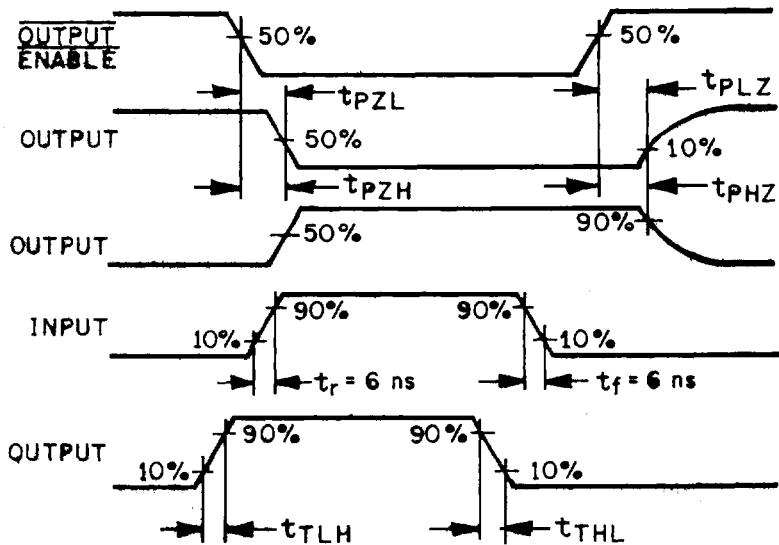 OUTPUT
ENABLE
50%
50%
tPZL
tPLZ
OUTPUT
50%
10%
tPZH
tPHZ
OUTPUT
50%
90%
INPUT
10%
90%
90%
10%
tr = 6 ns
tf = 6 ns
OUTPUT
10%
90%
90%
10%
tTLH
tTHL